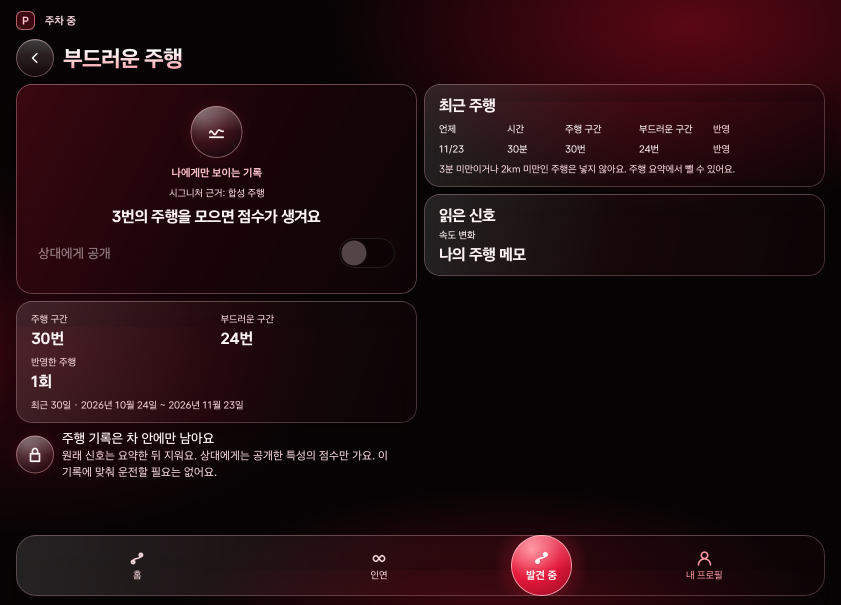 P 주차 중
부드러운 주행
나에게만 보이는 기록
시그니처 근거: 합성 주행
3번의 주행을 모으면 점수가 생겨요
상대에게 공개
주행 구간 부드러운 구간
30번 24번
반영한 주행
1회
최근 30일 · 2026년 10월 24일 ~ 2026년 11월 23일
주행 기록은 차 안에만 남아요
원래 신호는 요약한 뒤 지워요. 상대에게는 공개한 특성의 점수만 가요. 이
기록에 맞춰 운전할 필요는 없어요.
최근 주행
언제 시간 주행 구간 부드러운 구간 반영
11/23 30분 30번 24번 반영
3분 미만이거나 2km 미만인 주행은 넣지 않아요. 주행 요약에서 뺄 수 있어요.
읽은 신호
속도 변화
나의 주행 메모
홈 인연 발견 중 내 프로필